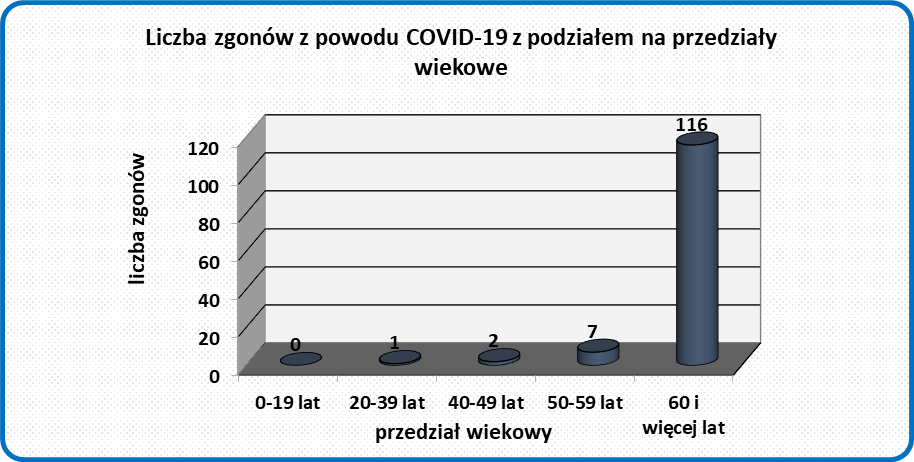 Liczba zgonów z powodu COVID-19 z podziałem na przedziały
wiekowe
liczba zgonów
120
100
80
60
40
20
0
0
1
2
7
116
0-19 lat
20-39 lat
40-49 lat
50-59 lat
60 i
więcej lat
przedział wiekowy